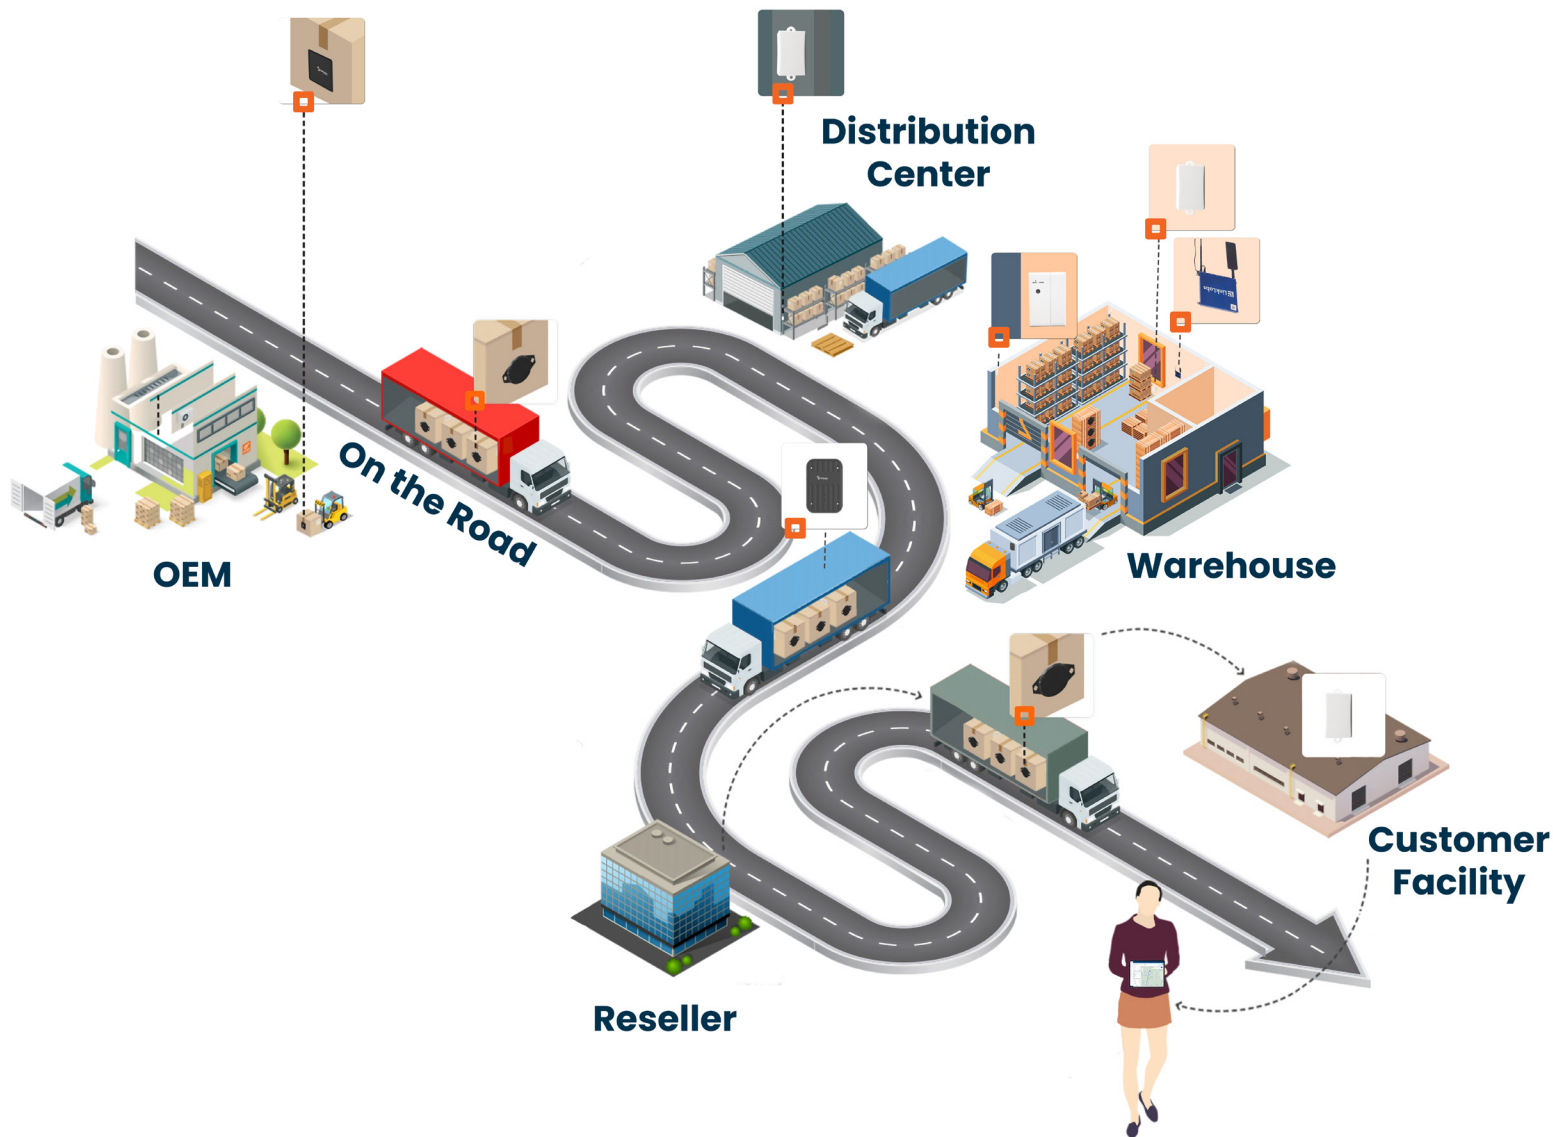 Distribution
Center
OEM
On the Road
Warehouse
Customer
Facility
Reseller